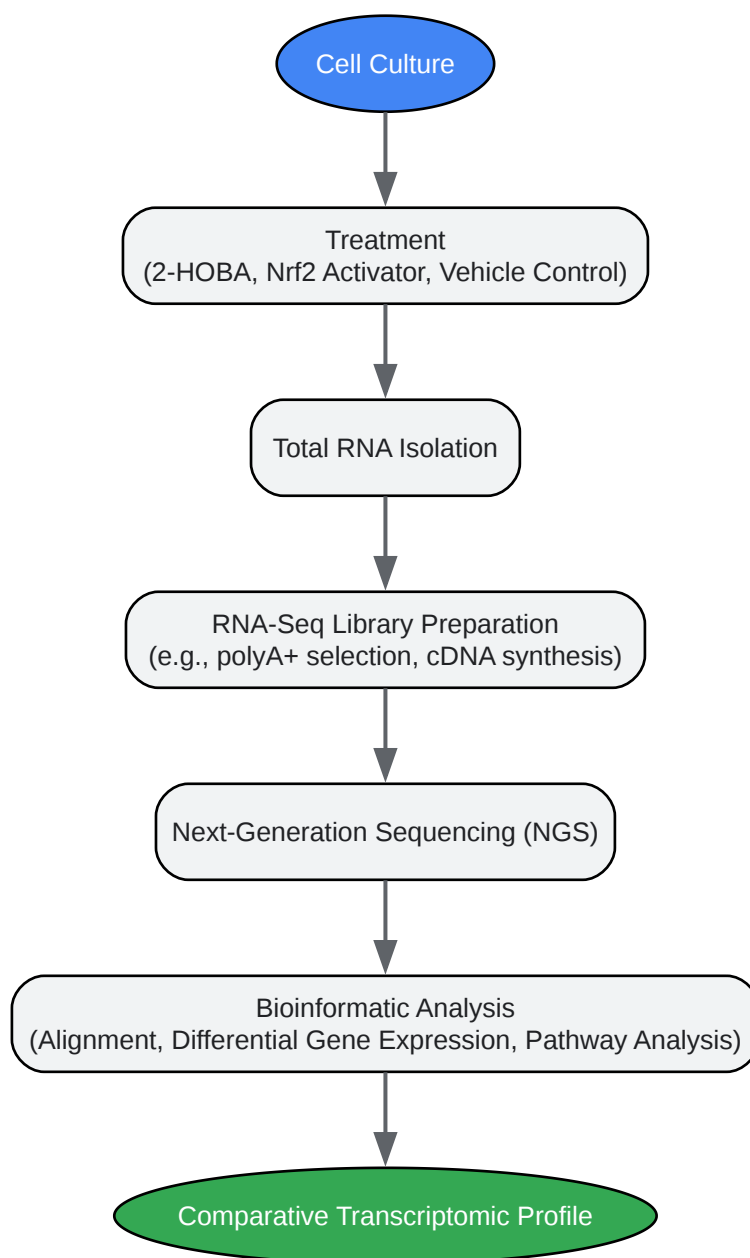 Cell Culture
Treatment
(2-HOBA, Nrf2 Activator, Vehicle Control)
Total RNA Isolation
RNA-Seq Library Preparation
(e.g., polyA+ selection, cDNA synthesis)
Next-Generation Sequencing (NGS)
Bioinformatic Analysis
(Alignment, Differential Gene Expression, Pathway Analysis)
Comparative Transcriptomic Profile